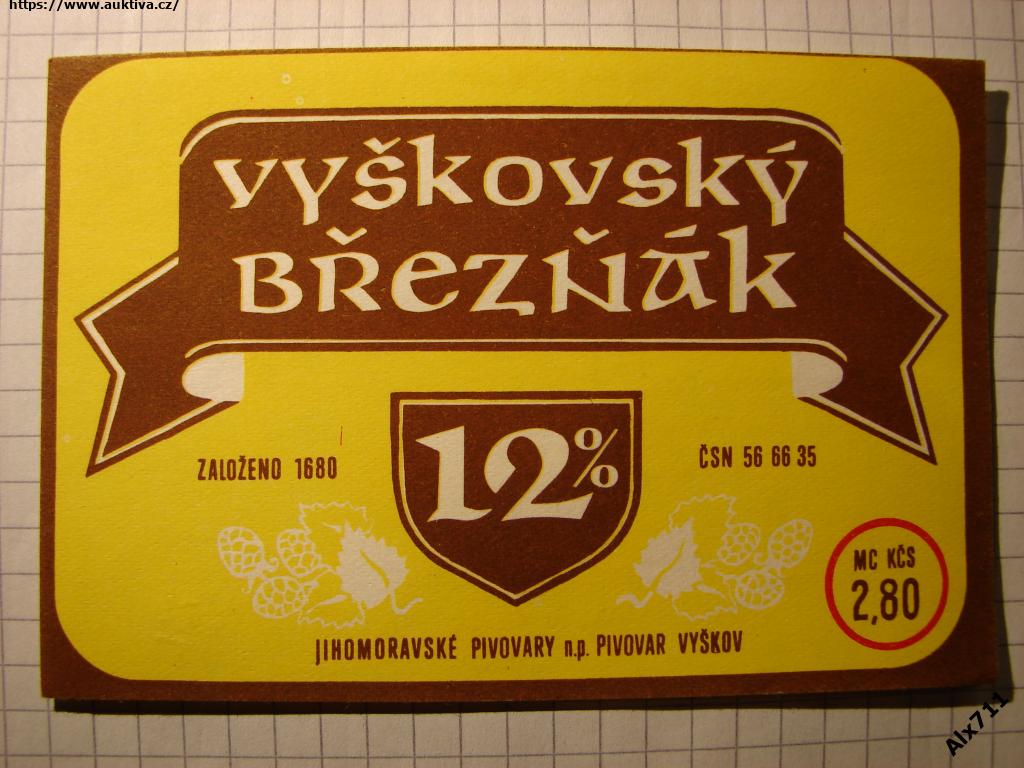 https://www.auktiva.cz/
Vyškovský
Březňák
12%
ZALOŽENO 1680
ČSN 56 66 35
MC KČS
2,80
JIHOMORAVSKÉ PIVOVARY n.p. PIVOVAR VYŠKOV
Alx711